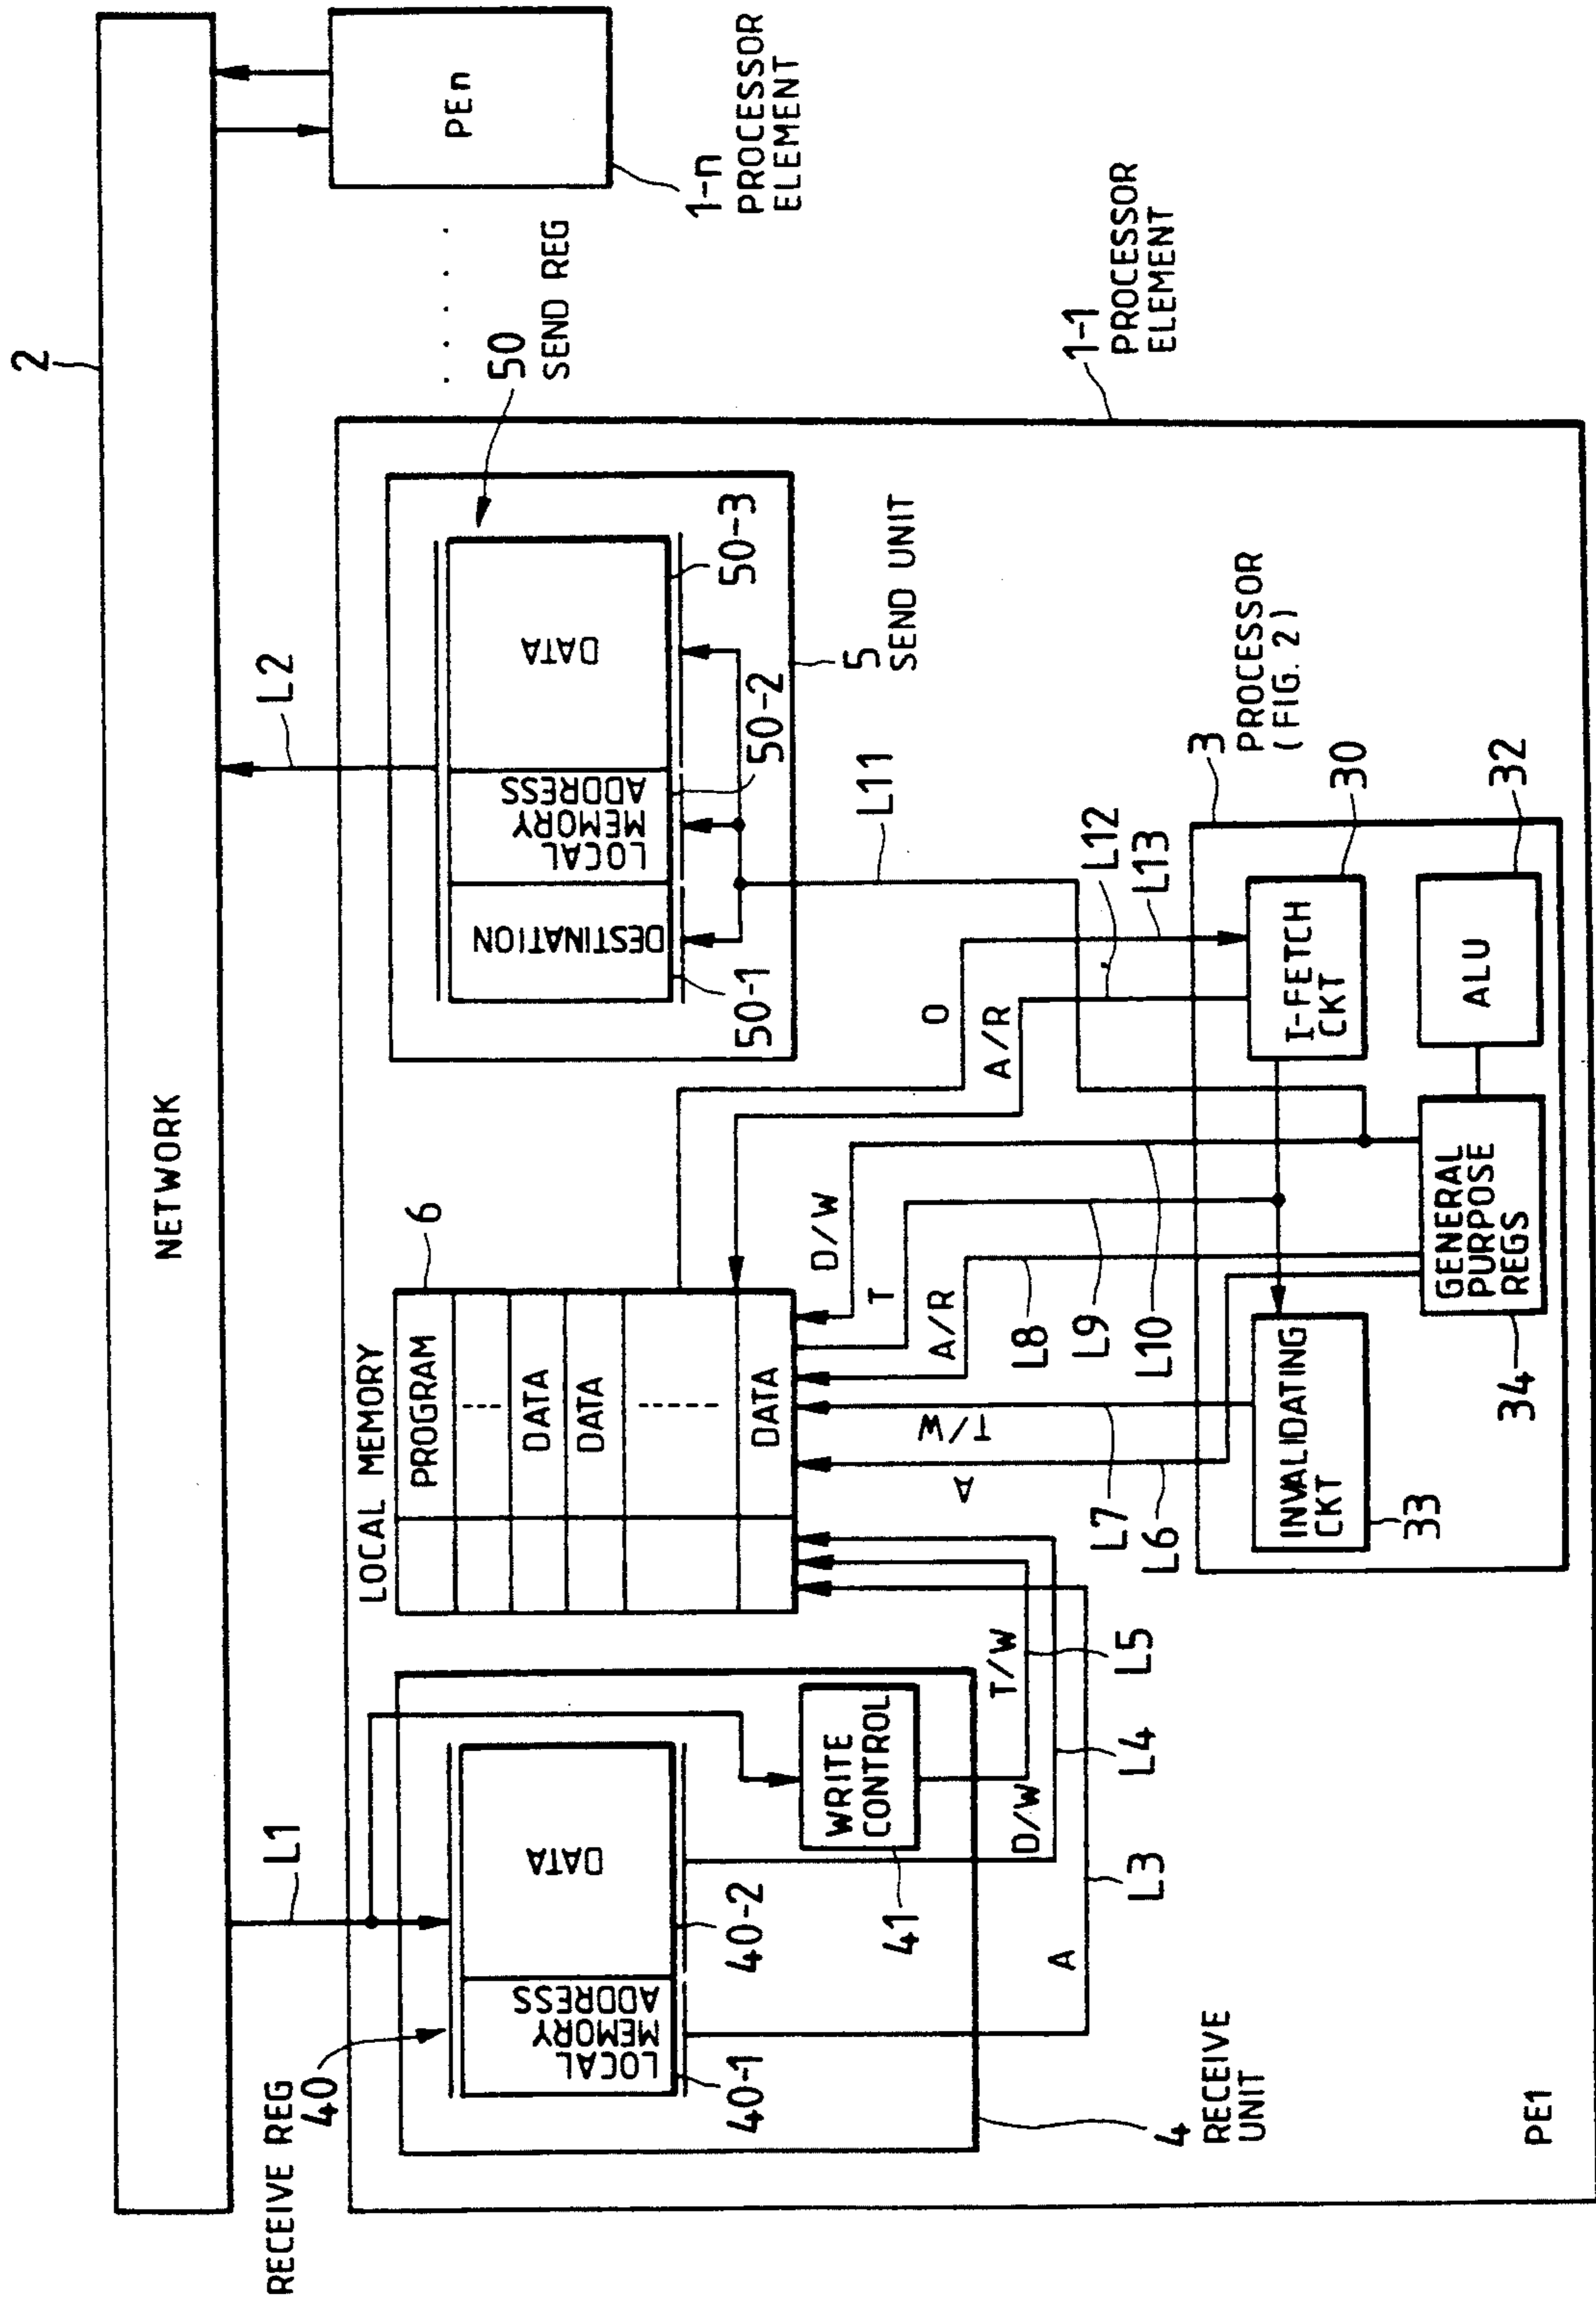 2
NETWORK
L1
L2
RECEIVE REG
40
LOCAL
MEMORY
ADDRESS
DATA
40-1
40-2
WRITE
CONTROL
41
4
RECEIVE
UNIT
A
D/W
T/W
L3
L4
L5
LOCAL MEMORY
6
PROGRAM
DATA
DATA
DATA
A
T/W
A/R
T
D/W
A/R
O
L6
L7
L8
L9
L10
L11
L12
L13
DESTINATION
LOCAL
MEMORY
ADDRESS
DATA
50-1
50-2
50-3
50
SEND REG
5
SEND UNIT
PEn
1-n
PROCESSOR
ELEMENT
1-1
PROCESSOR
ELEMENT
3
PROCESSOR
(FIG. 2)
INVALIDATING
CKT
33
I-FETCH
CKT
30
GENERAL
PURPOSE
REGS
34
ALU
32
PE1